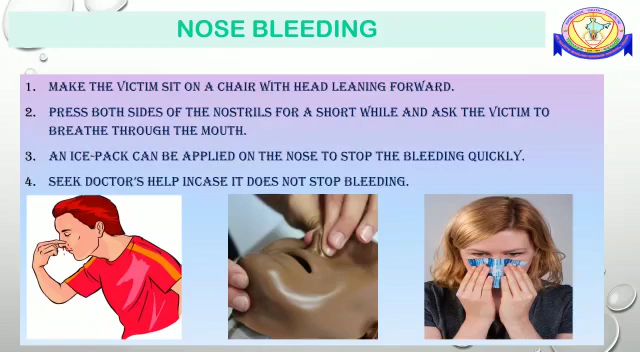 NOSE BLEEDING
1. MAKE THE VICTIM SIT ON A CHAIR WITH HEAD LEANING FORWARD.
2. PRESS BOTH SIDES OF THE NOSTRILS FOR A SHORT WHILE AND ASK THE VICTIM TO
BREATHE THROUGH THE MOUTH.
3. AN ICE-PACK CAN BE APPLIED ON THE NOSE TO STOP THE BLEEDING QUICKLY.
4. SEEK DOCTOR'S HELP INCASE IT DOES NOT STOP BLEEDING.